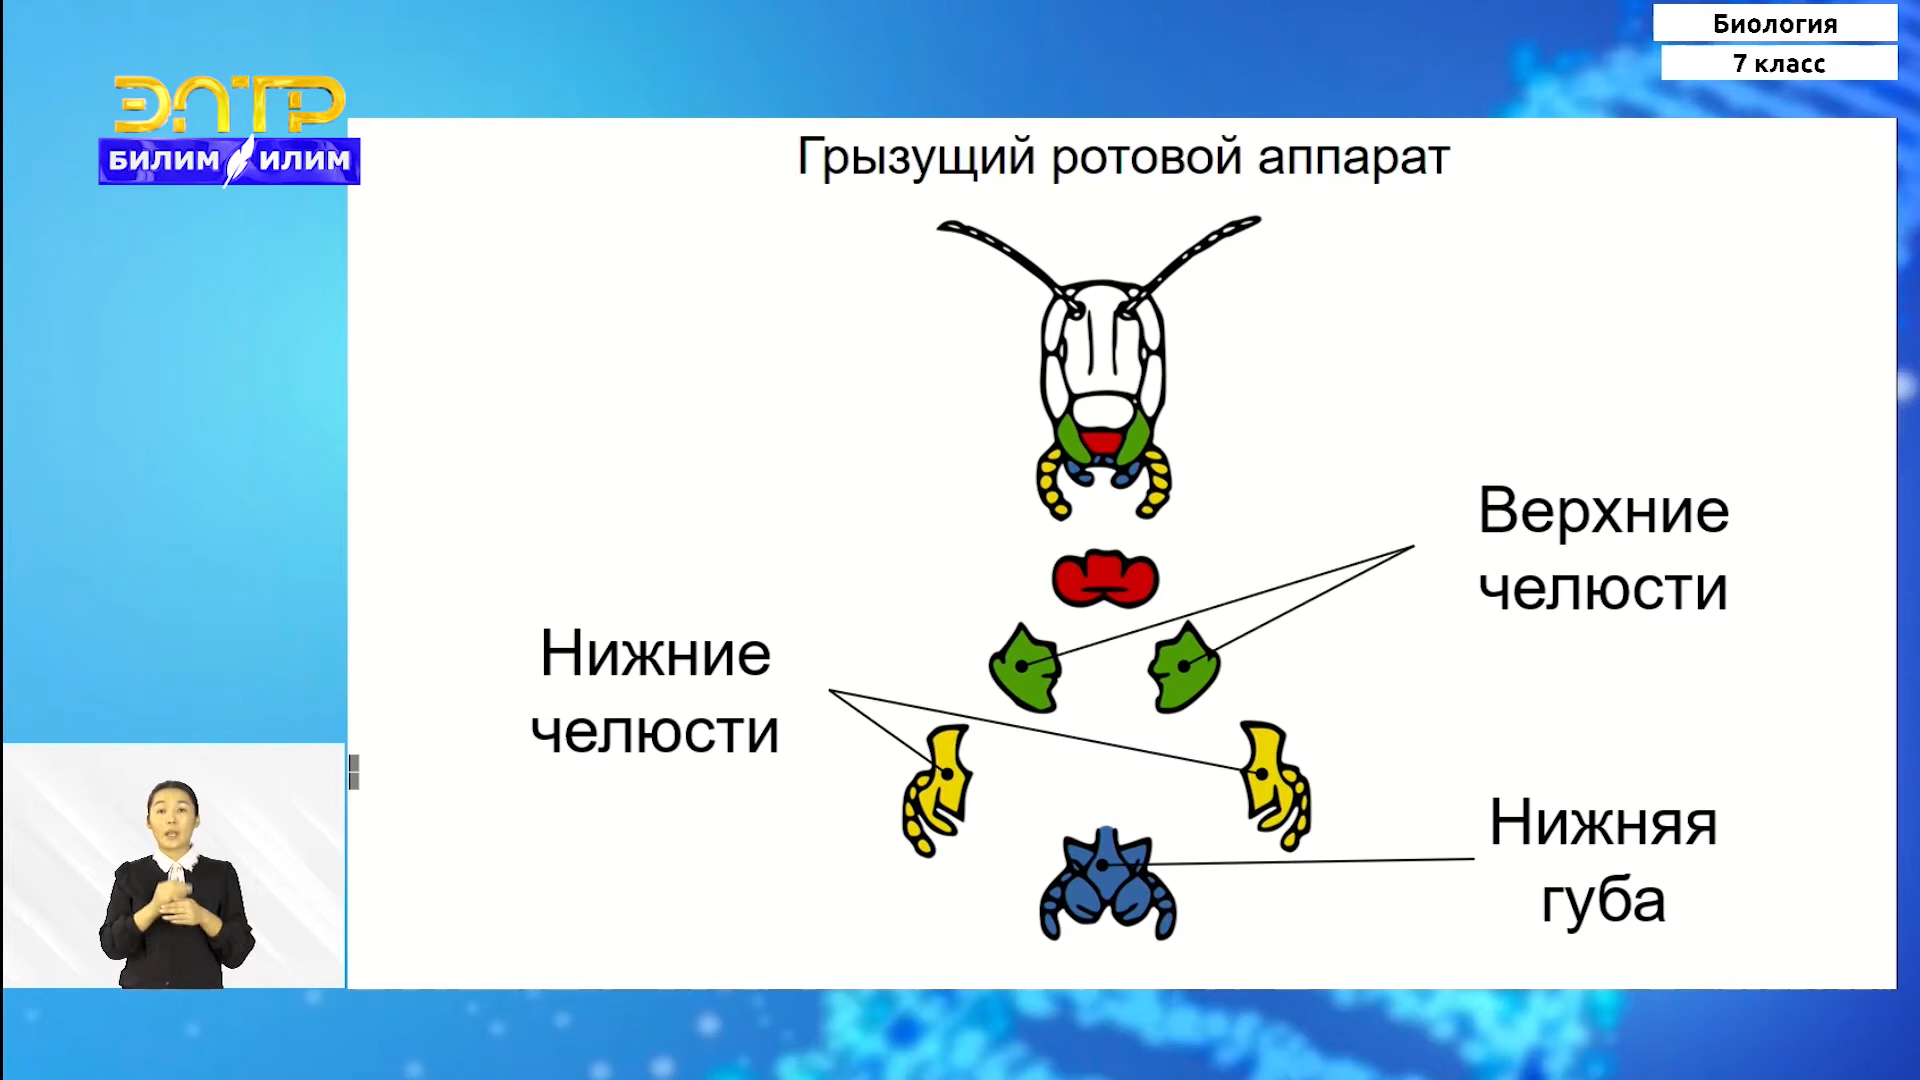 Биология
7 класс
ЭЛТР
БИЛИМ ИЛИМ
Грызущий ротовой аппарат
Верхние
челюсти
Нижние
челюсти
Нижняя
губа